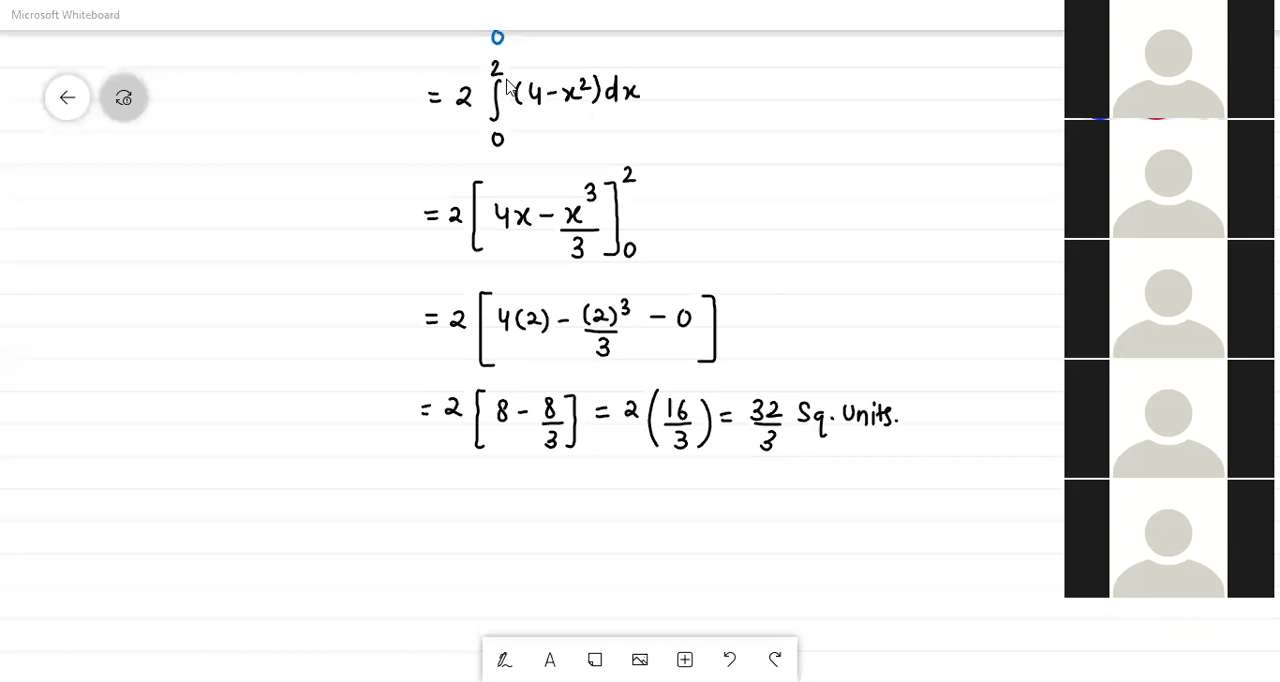 Microsoft Whiteboard
0
= 2 ∫₀² (4-x²)dx
= 2 [ 4x - x³/3 ]₀²
= 2 [ 4(2) - (2)³/3 - 0 ]
= 2 [ 8 - 8/3 ] = 2 (16/3) = 32/3 Sq. Units.
A